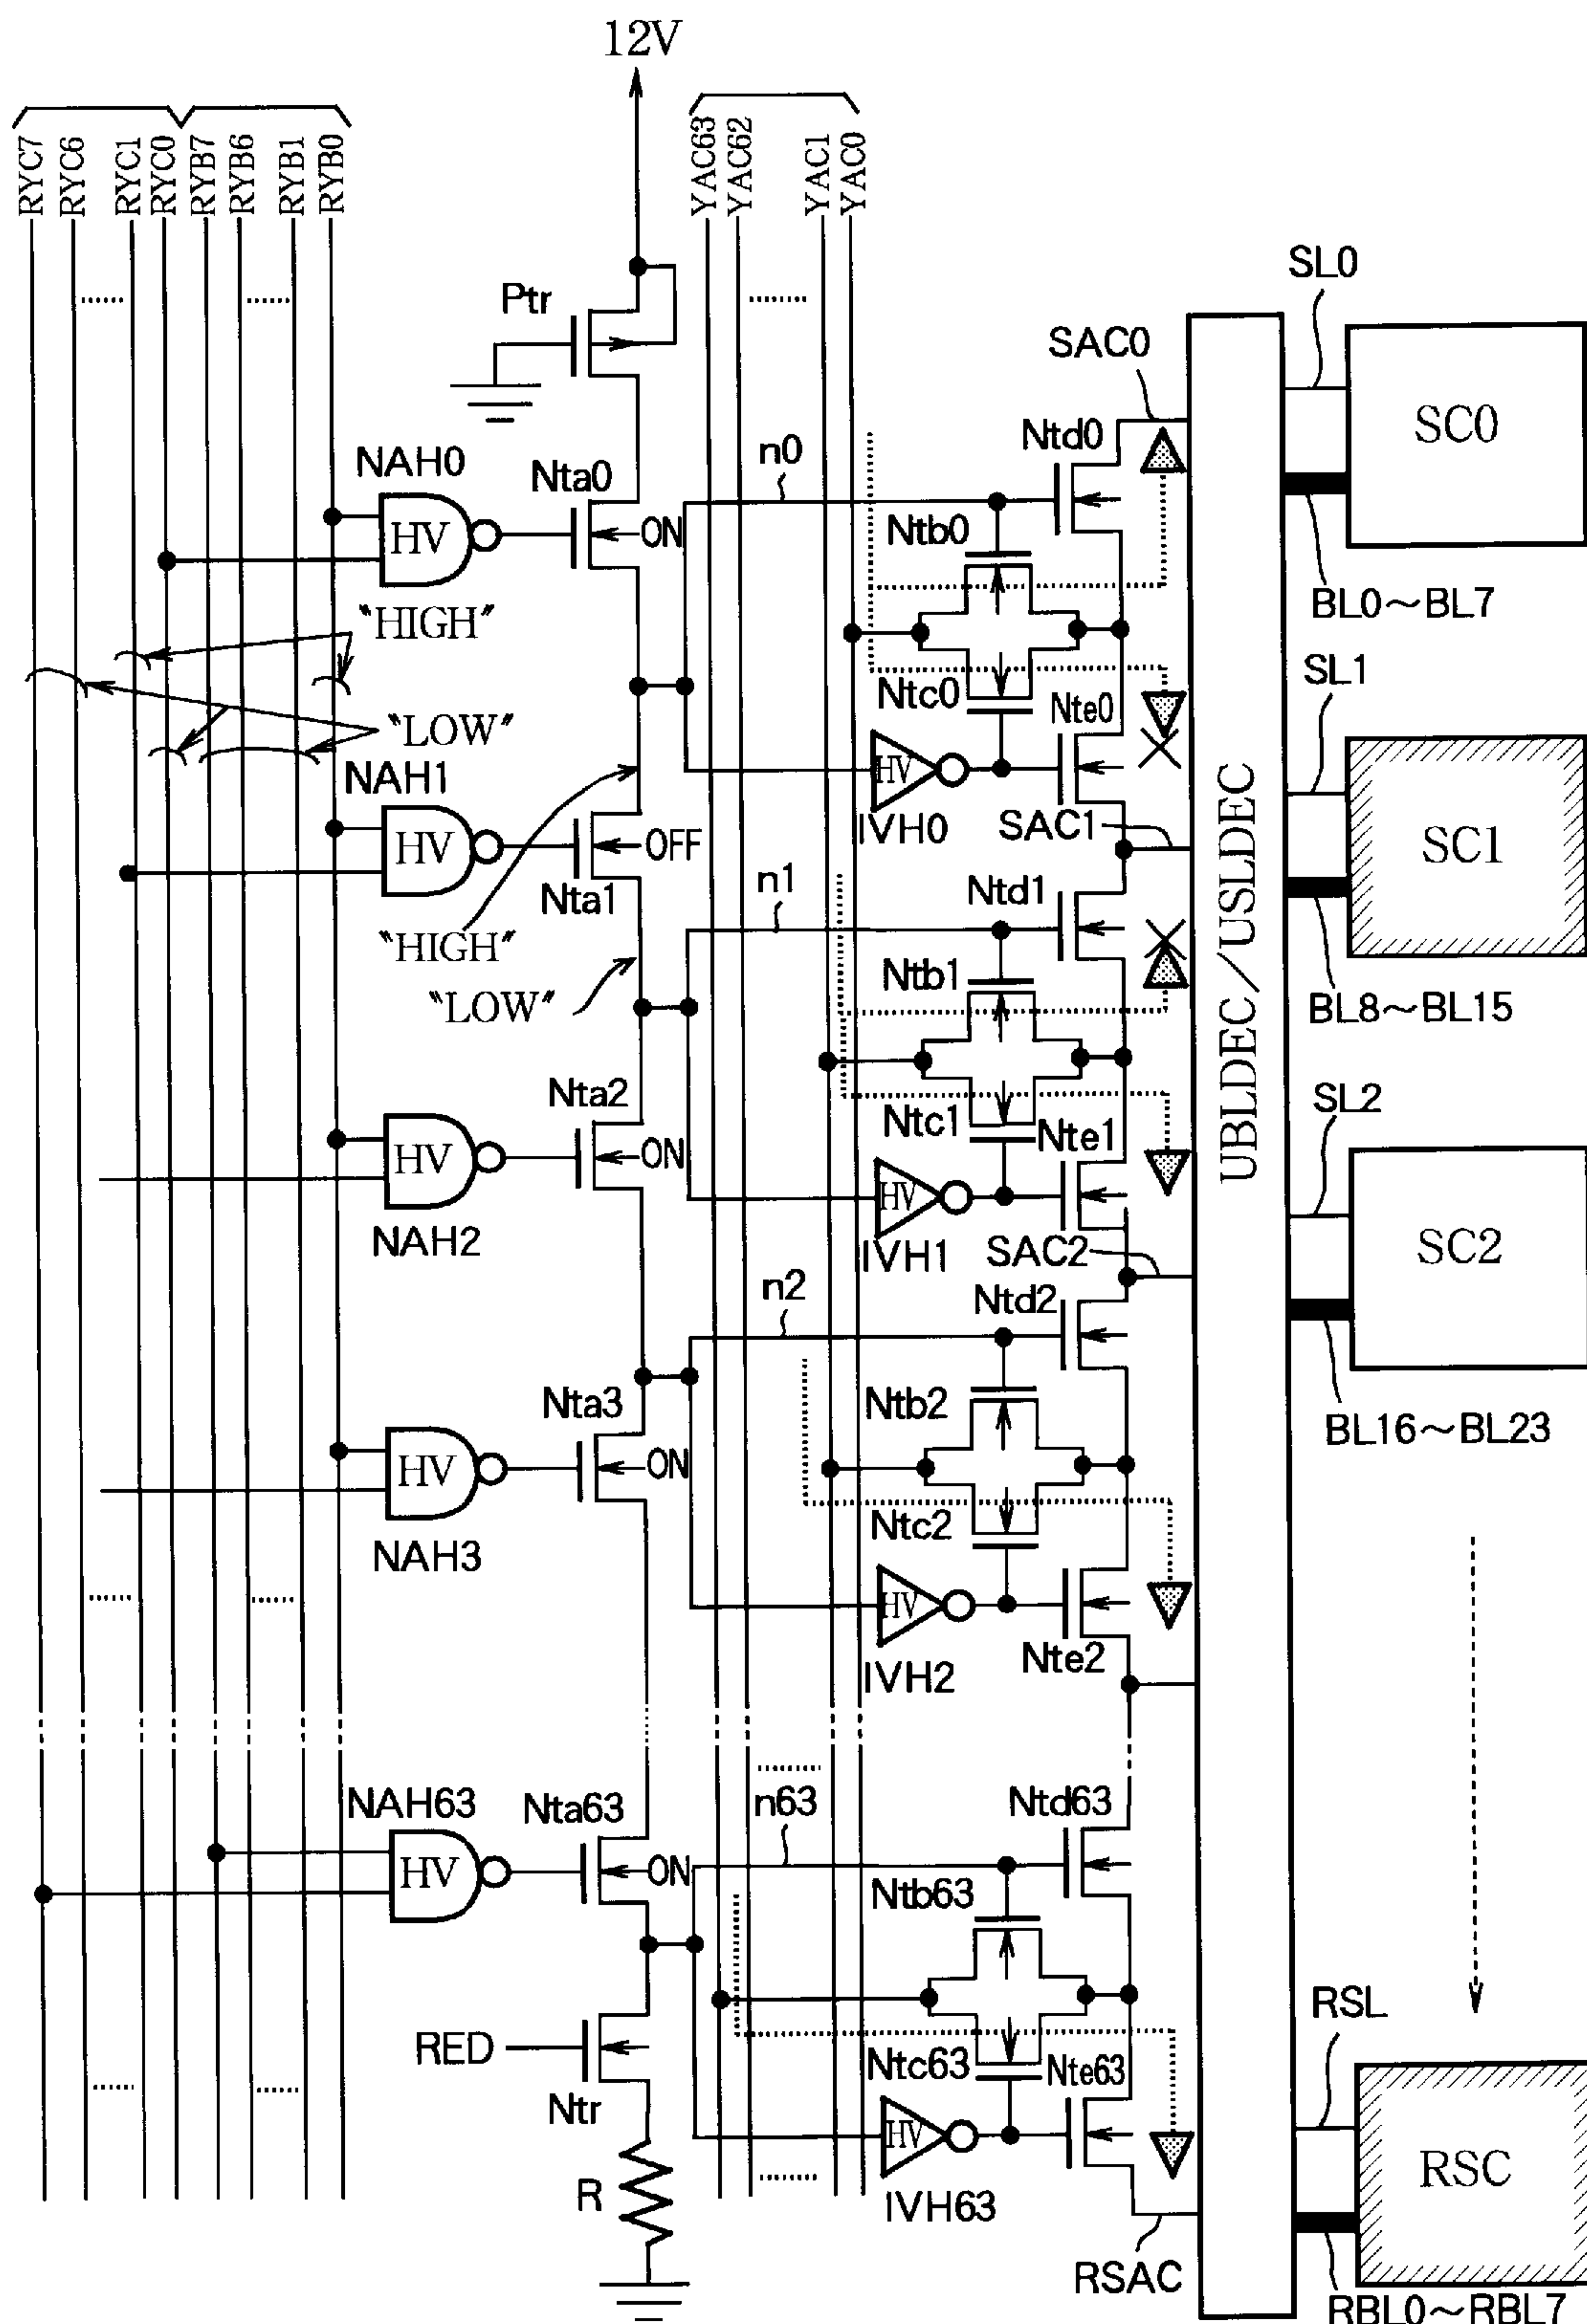 12V
RYC7
RYC6
RYC1
RYC0
RYB7
RYB6
RYB1
RYB0
YAC63
YAC62
YAC1
YAC0
Ptr
SL0
SAC0
SC0
Ntd0
n0
NAH0
Nta0
HV
ON
Ntb0
BL0~BL7
"HIGH"
Ntc0
Nte0
SL1
"LOW"
HV
IVH0
SAC1
NAH1
HV
OFF
Nta1
n1
Ntd1
SC1
"HIGH"
"LOW"
Ntb1
BL8~BL15
UBLDEC/USLDEC
Nta2
HV
ON
NAH2
Ntc1
Nte1
SL2
HV
IVH1
SAC2
SC2
n2
Ntd2
Nta3
HV
ON
NAH3
Ntb2
BL16~BL23
Ntc2
HV
IVH2
Nte2
NAH63
Nta63
HV
ON
n63
Ntd63
Ntb63
RED
Ntr
Ntc63
Nte63
RSL
HV
IVH63
R
RSC
RSAC
RBL0~RBL7